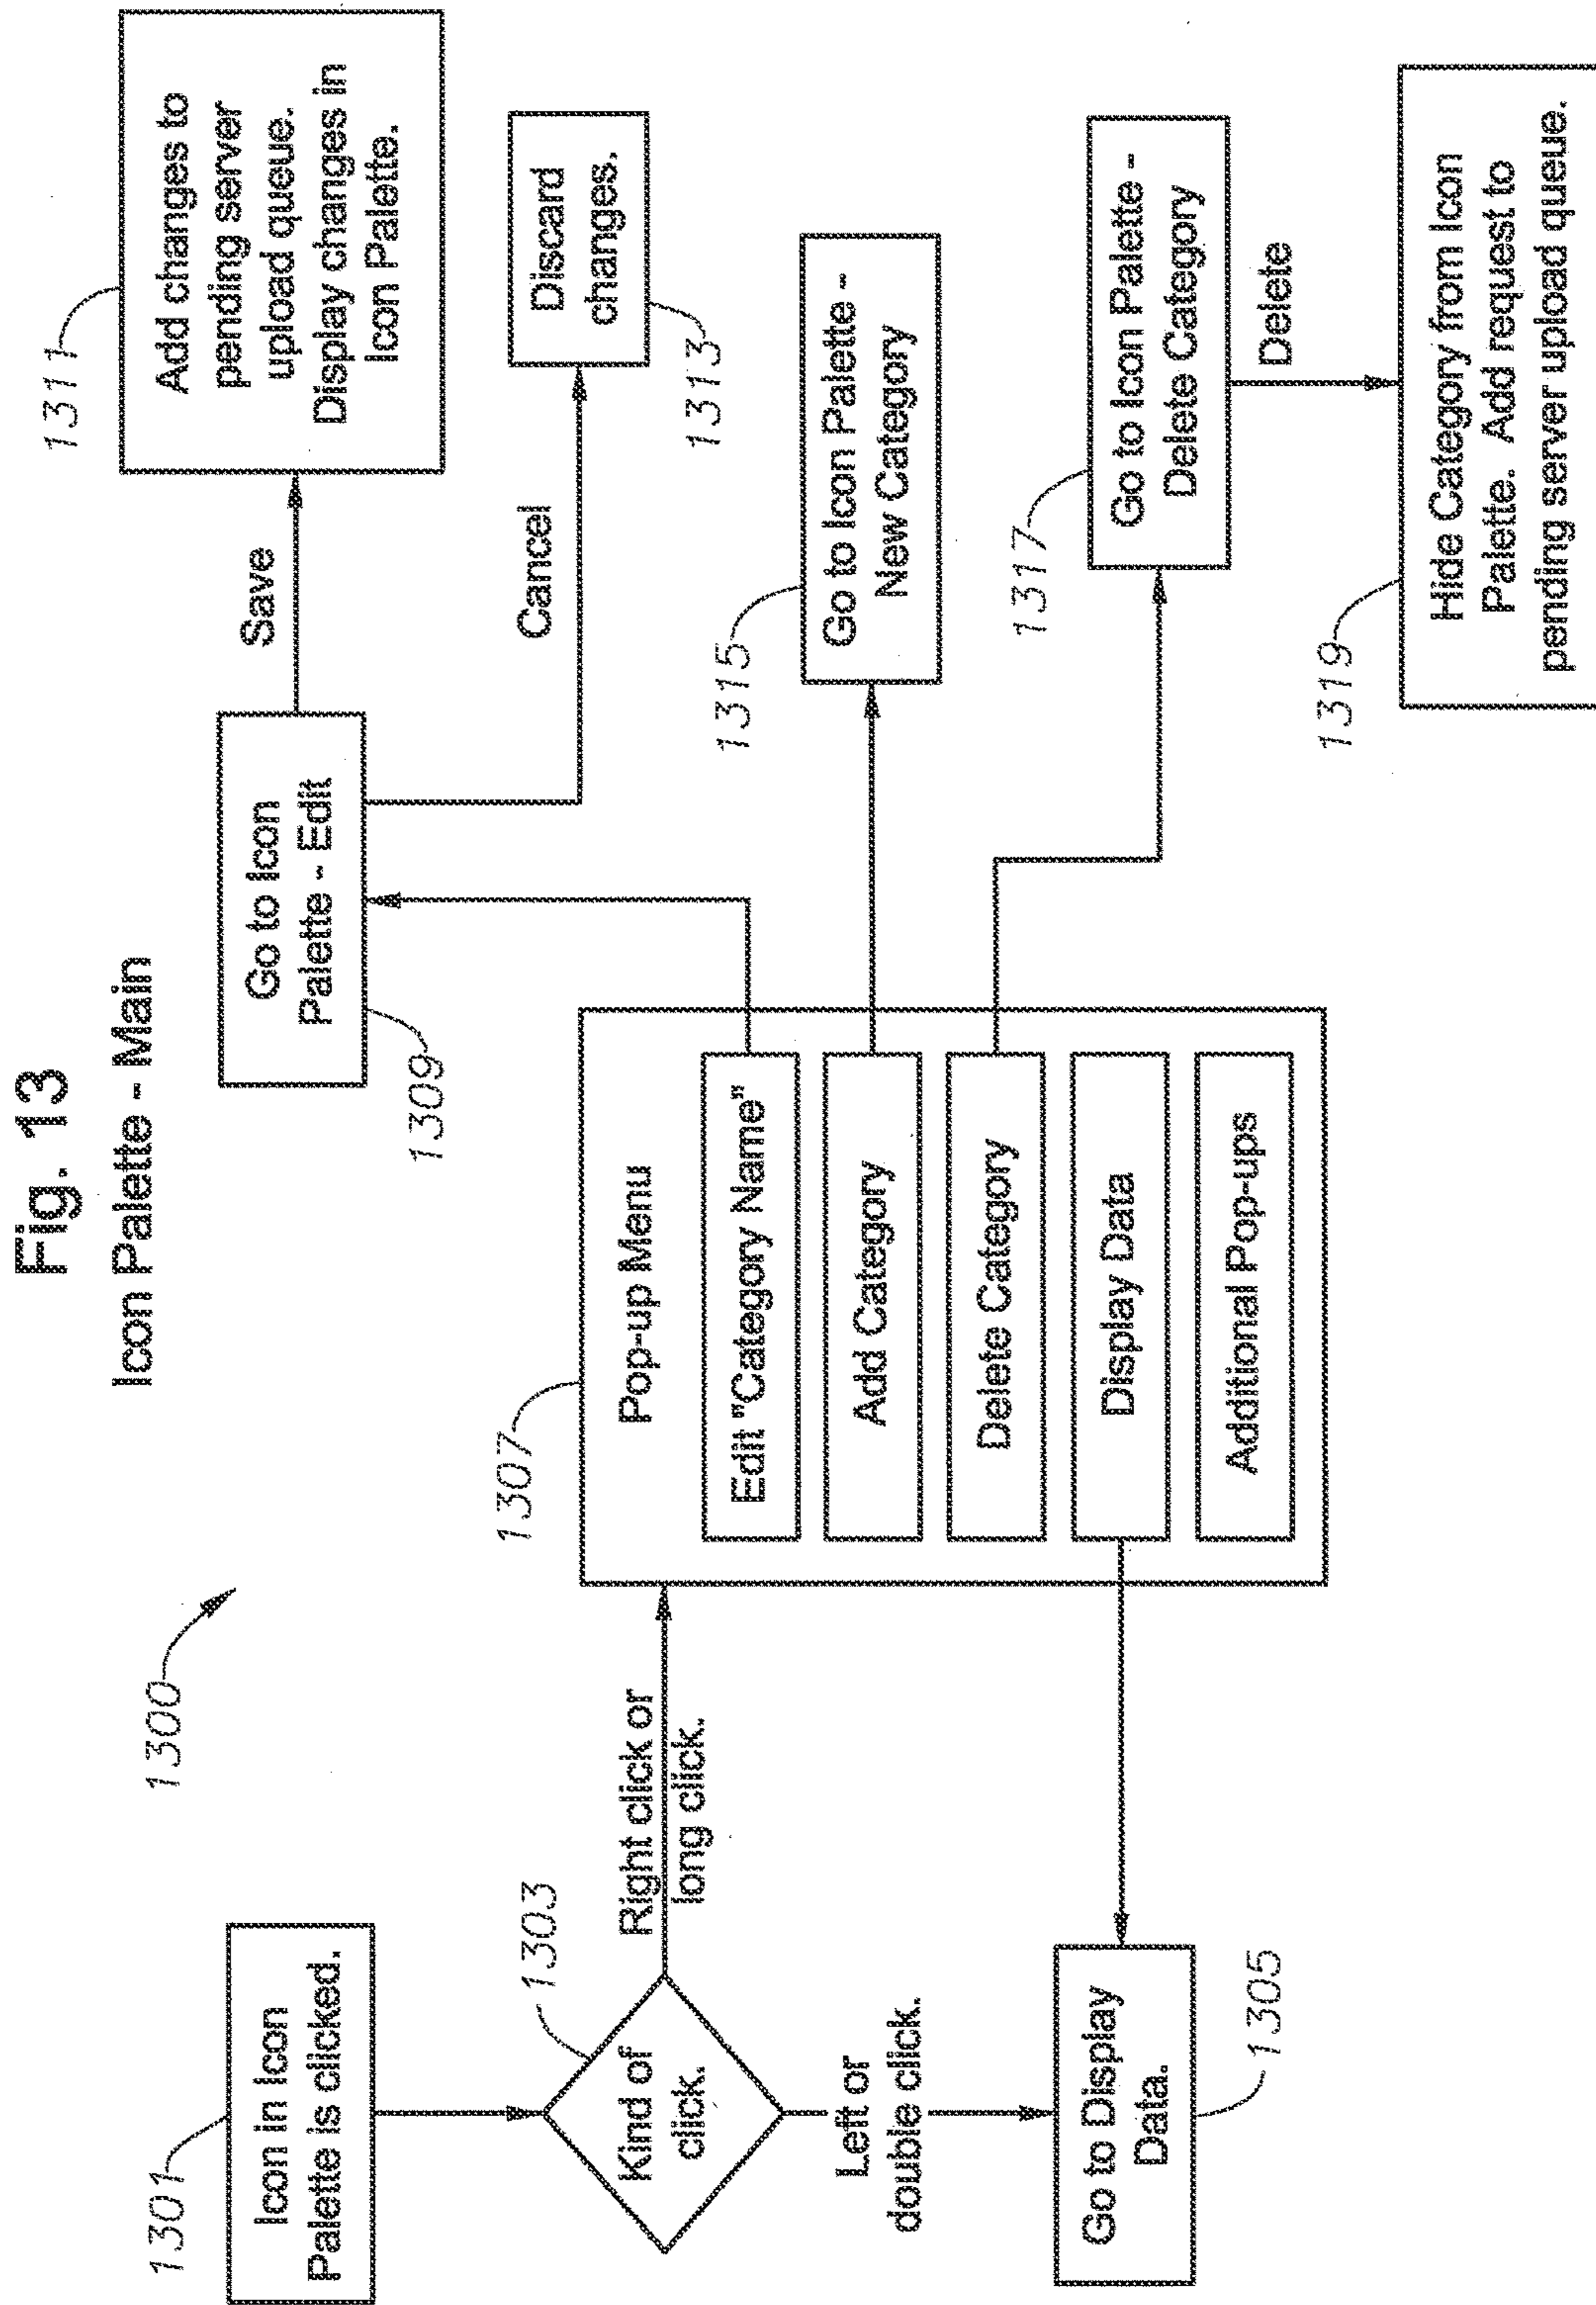 Fig. 13
Icon Palette - Main
1300
1301
Icon in Icon
Palette is clicked.
1303
Kind of
click.
Right click or
long click.
Left or
double click.
Go to Display
Data.
1305
1307
Pop-up Menu
Edit "Category Name"
Add Category
Delete Category
Display Data
Additional Pop-ups
Go to Icon
Palette - Edit
1309
Save
1311
Add changes to
pending server
upload queue.
Display changes in
Icon Palette.
Cancel
Discard
changes.
1313
1315
Go to Icon Palette -
New Category
1317
Go to Icon Palette -
Delete Category
Delete
1319
Hide Category from Icon
Palette. Add request to
pending server upload queue.